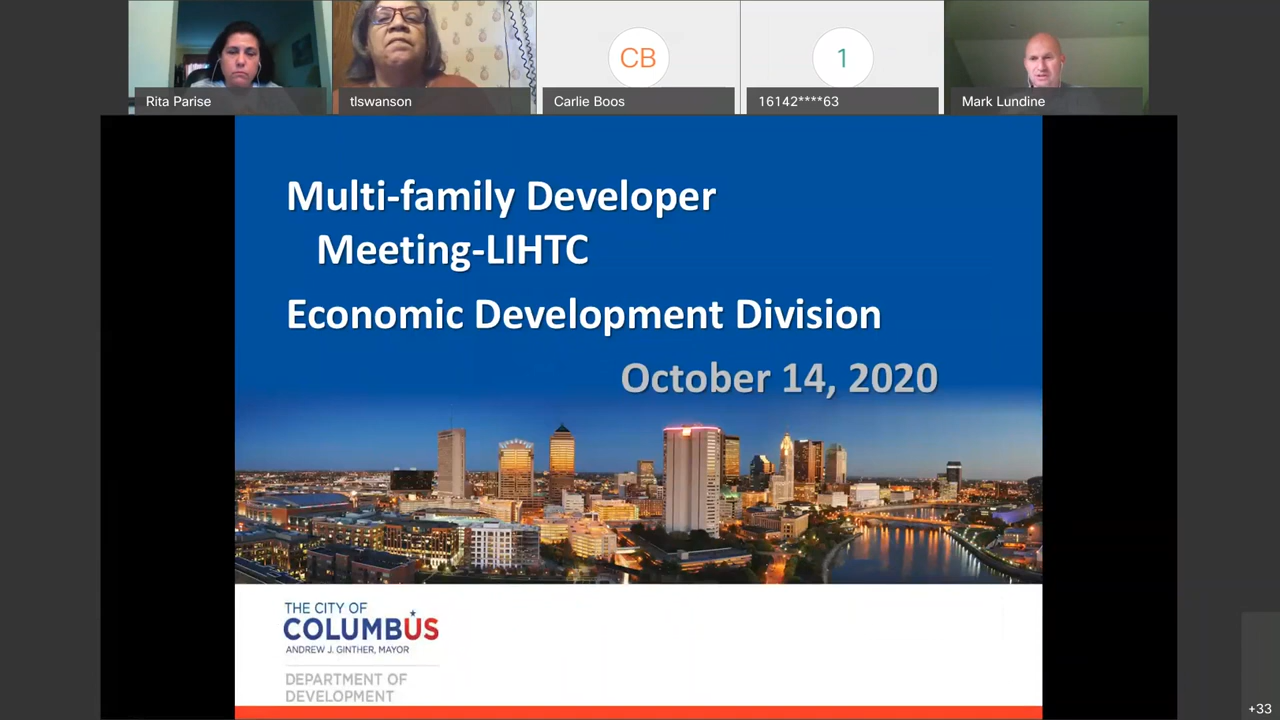 CB
1
Rita Parise
tlswanson
Carlie Boos
16142****63
Mark Lundine
Multi-family Developer
Meeting-LIHTC
Economic Development Division
October 14, 2020
THE CITY OF
COLUMBUS
ANDREW J. GINTHER, MAYOR
DEPARTMENT OF
DEVELOPMENT
+33